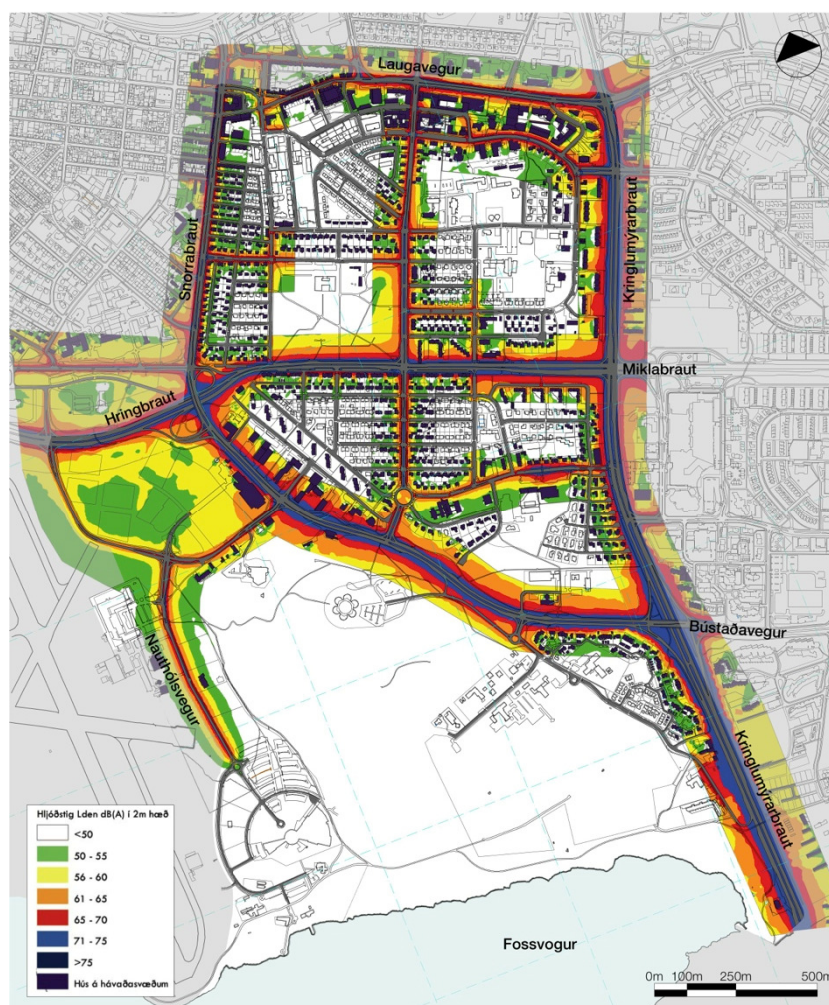 Laugavegur
Snorrabraut
Kringlumýrarbraut
Miklabraut
Hringbraut
Bústaðavegur
Nauthólsvegur
Kringlumýrarbraut
Hljóðstig Lden dB(A) í 2m hæð
<50
50 - 55
56 - 60
61 - 65
65 - 70
71 - 75
>75
Hús á hávaðasvæðum
Fossvogur
0m 100m 250m 500m